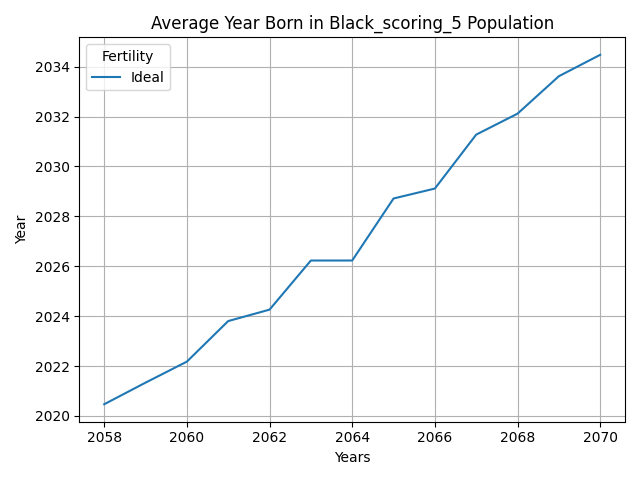 Average Year Born in Black_scoring_5 Population
Fertility
Ideal
2034
2032
2030
2028
2026
2024
2022
2020
Year
2058 2060 2062 2064 2066 2068 2070
Years